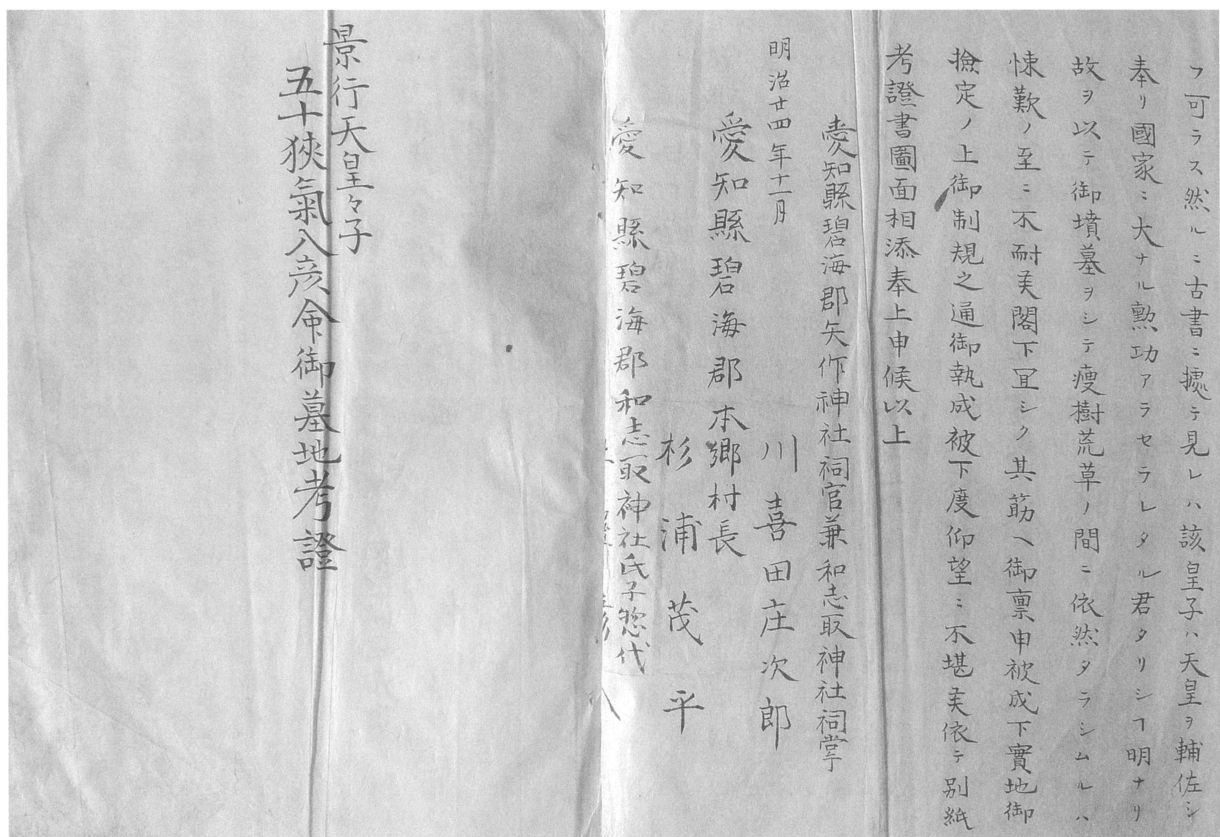 フ可ラス然ルニ古書ニ據テ見レハ該皇子ハ天皇ヲ輔佐シ
奉リ國家ニ大ナル勲功アラセラレタル君タリシヿ明ナリ
故ヲ以テ御墳墓ヲシテ瘦樹荒草ノ間ニ依然タラシムルハ
悚歎ノ至ニ不耐矣閣下冝シク其筋ヘ御禀申被成下實地御
撿定ノ上御制規之通御執成被下度仰望ニ不堪矣依テ別紙
考證書圖面相添奉上申候以上
愛知縣碧海郡矢作神社祠官兼和志取神社祠掌
川喜田庄次郎
明治廿四年十一月
愛知縣碧海郡本郷村長
杉浦茂平
愛知縣碧海郡和志取神社氏子惣代
景行天皇々子
五十狹氣入彦命御墓地考證